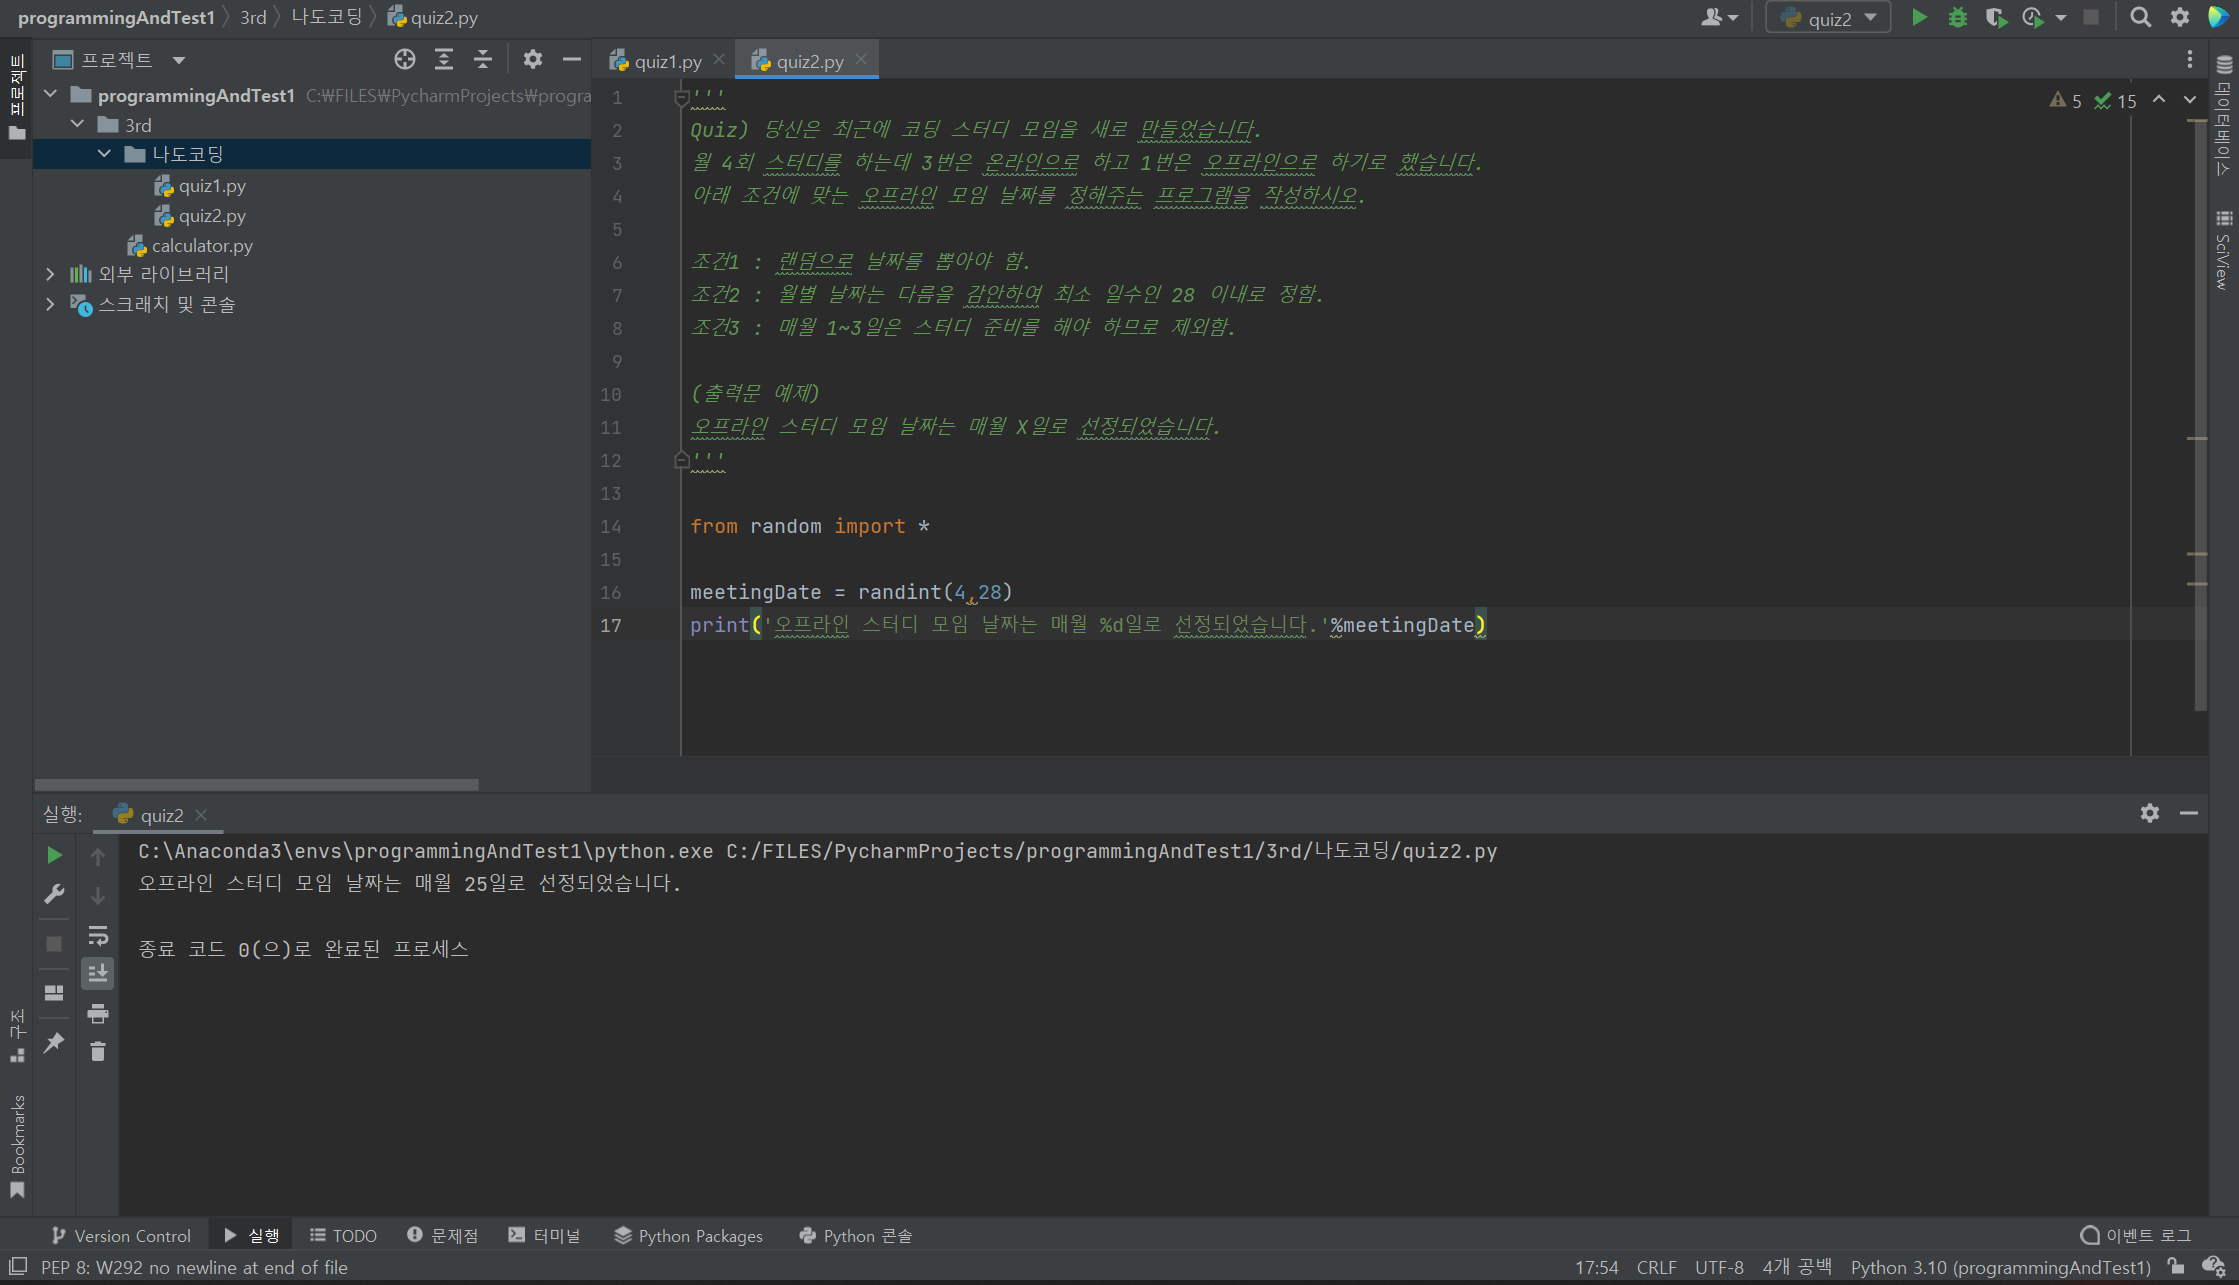 programmingAndTest1 3rd 나도코딩 quiz2.py
quiz2
프로젝트
프로젝트
quiz1.py
quiz2.py
programmingAndTest1 C:₩FILES₩PycharmProjects₩progra
3rd
나도코딩
quiz1.py
quiz2.py
calculator.py
외부 라이브러리
스크래치 및 콘솔
5 15
1 '''
2 Quiz) 당신은 최근에 코딩 스터디 모임을 새로 만들었습니다.
3 월 4회 스터디를 하는데 3번은 온라인으로 하고 1번은 오프라인으로 하기로 했습니다.
4 아래 조건에 맞는 오프라인 모임 날짜를 정해주는 프로그램을 작성하시오.
5
6 조건1 : 랜덤으로 날짜를 뽑아야 함.
7 조건2 : 월별 날짜는 다름을 감안하여 최소 일수인 28 이내로 정함.
8 조건3 : 매월 1~3일은 스터디 준비를 해야 하므로 제외함.
9
10 (출력문 예제)
11 오프라인 스터디 모임 날짜는 매월 X일로 선정되었습니다.
12 '''
13
14 from random import *
15
16 meetingDate = randint(4,28)
17 print('오프라인 스터디 모임 날짜는 매월 %d일로 선정되었습니다.'%meetingDate)
데이터베이스
SciView
실행: quiz2
C:\Anaconda3\envs\programmingAndTest1\python.exe C:/FILES/PycharmProjects/programmingAndTest1/3rd/나도코딩/quiz2.py
오프라인 스터디 모임 날짜는 매월 25일로 선정되었습니다.
종료 코드 0(으)로 완료된 프로세스
구조
Bookmarks
Version Control 실행 TODO 문제점 터미널 Python Packages Python 콘솔 이벤트 로그
PEP 8: W292 no newline at end of file 17:54 CRLF UTF-8 4개 공백 Python 3.10 (programmingAndTest1)